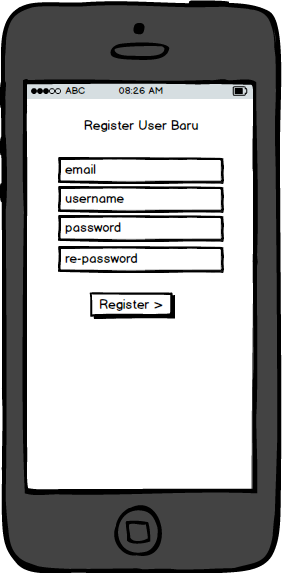 ABC 08:26 AM
Register User Baru
email
username
password
re-password
Register >